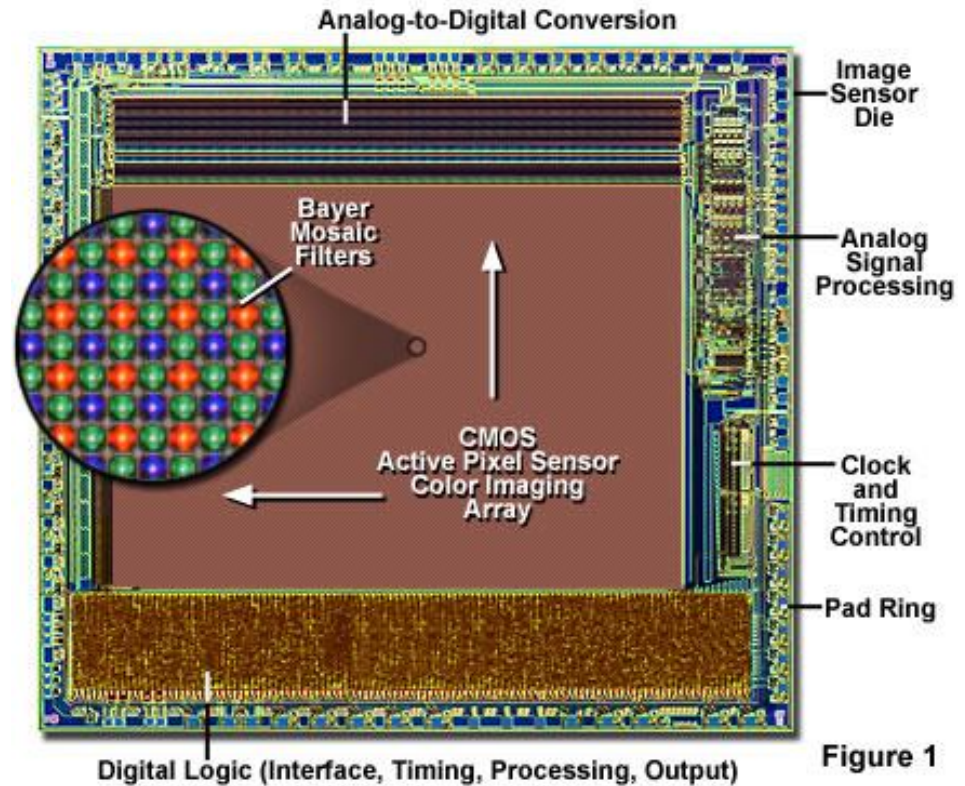 Analog-to-Digital Conversion
Image
Sensor
Die
Bayer
Mosaic
Filters
Analog
Signal
Processing
CMOS
Active Pixel Sensor
Color Imaging
Array
Clock
and
Timing
Control
Pad Ring
Digital Logic (Interface, Timing, Processing, Output)
Figure 1